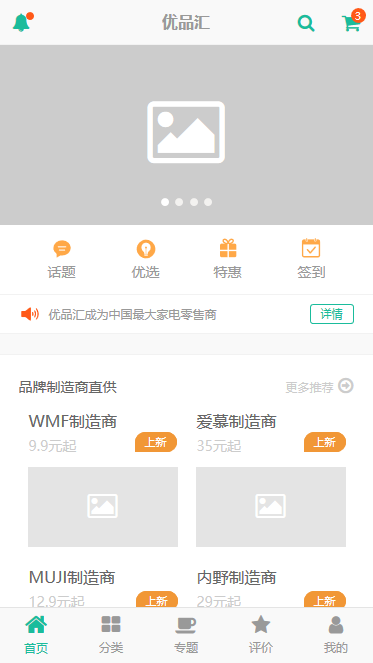 优品汇
3
话题 优选 特惠 签到
优品汇成为中国最大家电零售商 详情
品牌制造商直供 更多推荐
WMF制造商 爱慕制造商
9.9元起 上新 35元起 上新
MUJI制造商 内野制造商
12.9元起 上新 29元起 上新
首页 分类 专题 评价 我的